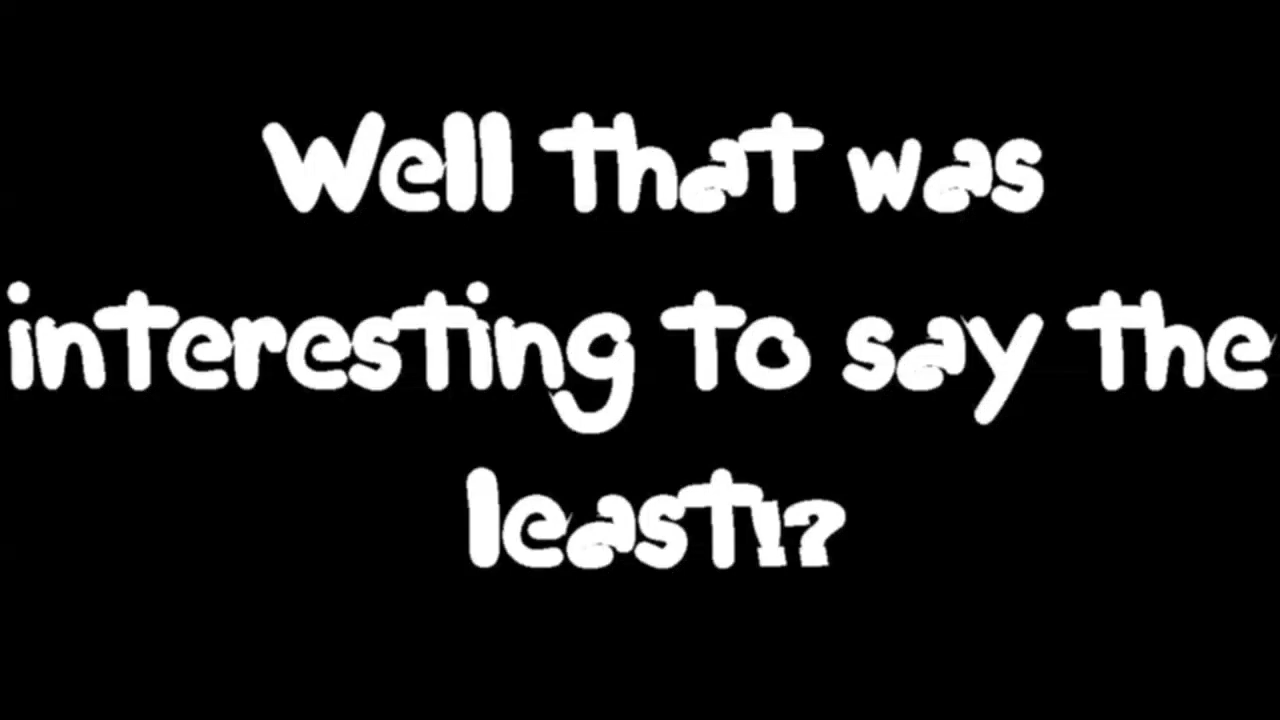 Well that was
interesting to say the
least!?